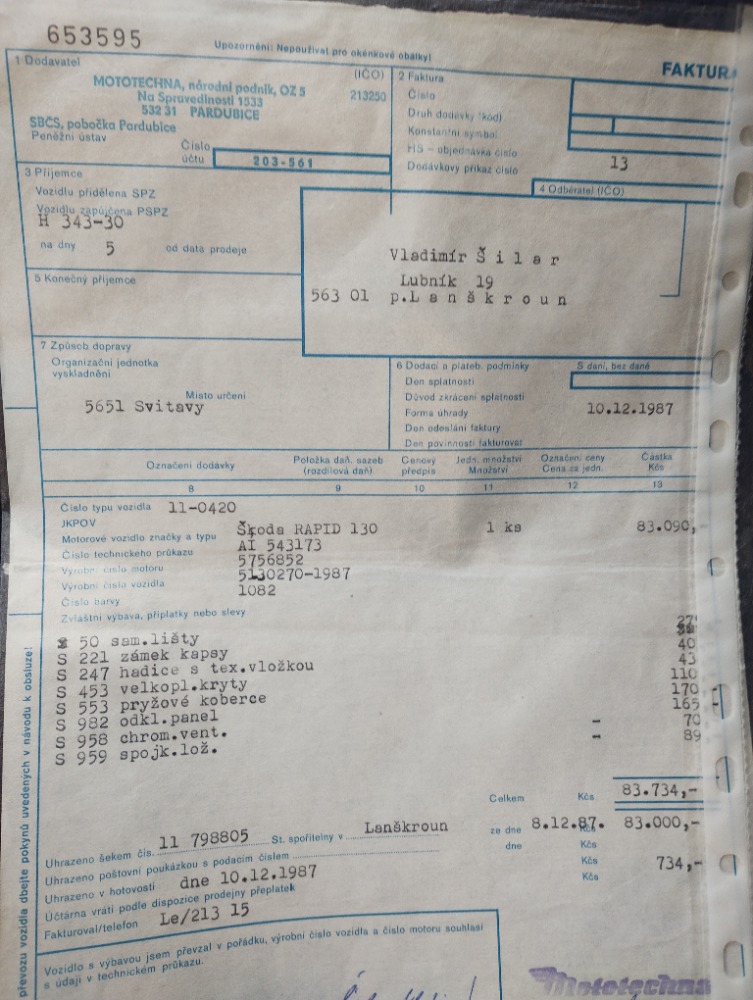 653595
Upozornění: Nepoužívat pro okénkové obálky!
FAKTUR
1 Dodavatel
(IČO)
MOTOTECHNA, národní podnik, OZ 5
213250
Na Spravedlnosti 1533
532 31 PARDUBICE
SBČS, pobočka Pardubice
Peněžní ústav
Číslo
účtu
203-561
2 Faktura
Číslo
Druh dodávky (kód)
Konstantní symbol
HS - objednávka číslo
13
Dodávkový příkaz číslo
3 Příjemce
4 Odběratel (IČO)
Vozidlu přidělena SPZ
Vozidlu zapůjčena PSPZ
H 343-30
na dny 5 od data prodeje
Vladimír Šilar
Lubník 19
563 01 p.Lanškroun
5 Konečný příjemce
7 Způsob dopravy
Organizační jednotka
vyskladnění
Místo určení
5651 Svitavy
6 Dodací a plateb. podmínky
S daní, bez daně
Den splatnosti
Důvod zkrácení splatnosti
Forma úhrady
10.12.1987
Den odeslání faktury
Den povinnosti fakturovat
Označení dodávky
Položka daň. sazeb
(rozdílová daň)
Cenový
předpis
Jedn. množství
Množství
Označení ceny
Cena za jedn.
Částka
Kčs
8 9 10 11 12 13
Číslo typu vozidla 11-0420
JKPOV
Motorové vozidlo značky a typu Škoda RAPID 130 1 ks 83.090,-
Číslo technického průkazu AI 543173
Výrobní číslo motoru 5756852
Výrobní číslo vozidla 5130270-1987
Číslo barvy 1082
Zvláštní výbava, příplatky nebo slevy
S 50 sam.lišty 27
S 221 zámek kapsy 40
S 247 hadice s tex.vložkou 43
S 453 velkopl.kryty 110
S 553 pryžové koberce 170
S 982 odkl.panel 165
S 958 chrom.vent. - 70
S 959 spojk.lož. - 89
Celkem Kčs 83.734,-
Uhrazeno šekem čís. 11 798805 St. spořitelny v Lanškroun ze dne 8.12.87. Kčs 83.000,-
Uhrazeno poštovní poukázkou s podacím číslem dne Kčs
Uhrazeno v hotovosti dne 10.12.1987 Kčs 734,-
Účtárna vrátí podle dispozice prodejny přeplatek Kčs
Fakturoval/telefon Le/213 15
Vozidlo s výbavou jsem převzal v pořádku, výrobní číslo vozidla a číslo motoru souhlasí
s údaji v technickém průkazu.
Mototechna
převozu vozidla dbejte pokynů uvedených v návodu k obsluze!